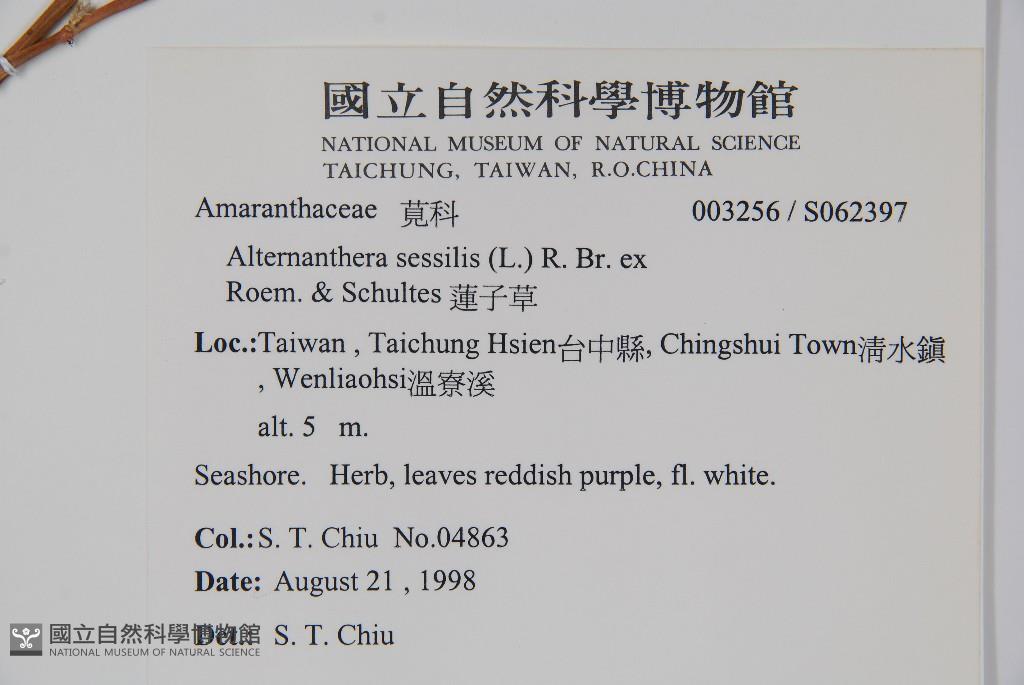 國立自然科學博物館
NATIONAL MUSEUM OF NATURAL SCIENCE
TAICHUNG, TAIWAN, R.O.CHINA
Amaranthaceae 莧科 003256 / S062397
Alternanthera sessilis (L.) R. Br. ex
Roem. & Schultes 蓮子草
Loc.:Taiwan , Taichung Hsien台中縣, Chingshui Town清水鎮
, Wenliaohsi溫寮溪
alt. 5 m.
Seashore. Herb, leaves reddish purple, fl. white.
Col.:S. T. Chiu No.04863
Date: August 21 , 1998
Det.: S. T. Chiu
國立自然科學博物館
NATIONAL MUSEUM OF NATURAL SCIENCE